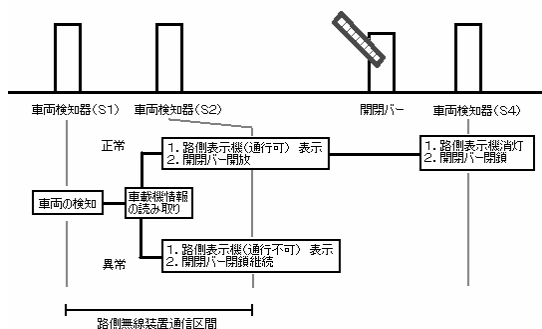 車両検知器(S1)
車両検知器(S2)
開閉バー
車両検知器(S4)
正常
1. 路側表示機(通行可) 表示
2. 開閉バー開放
1. 路側表示機消灯
2. 開閉バー閉鎖
車両の検知
車載機情報
の読み取り
1. 路側表示機(通行不可) 表示
2. 開閉バー閉鎖継続
異常
路側無線装置通信区間